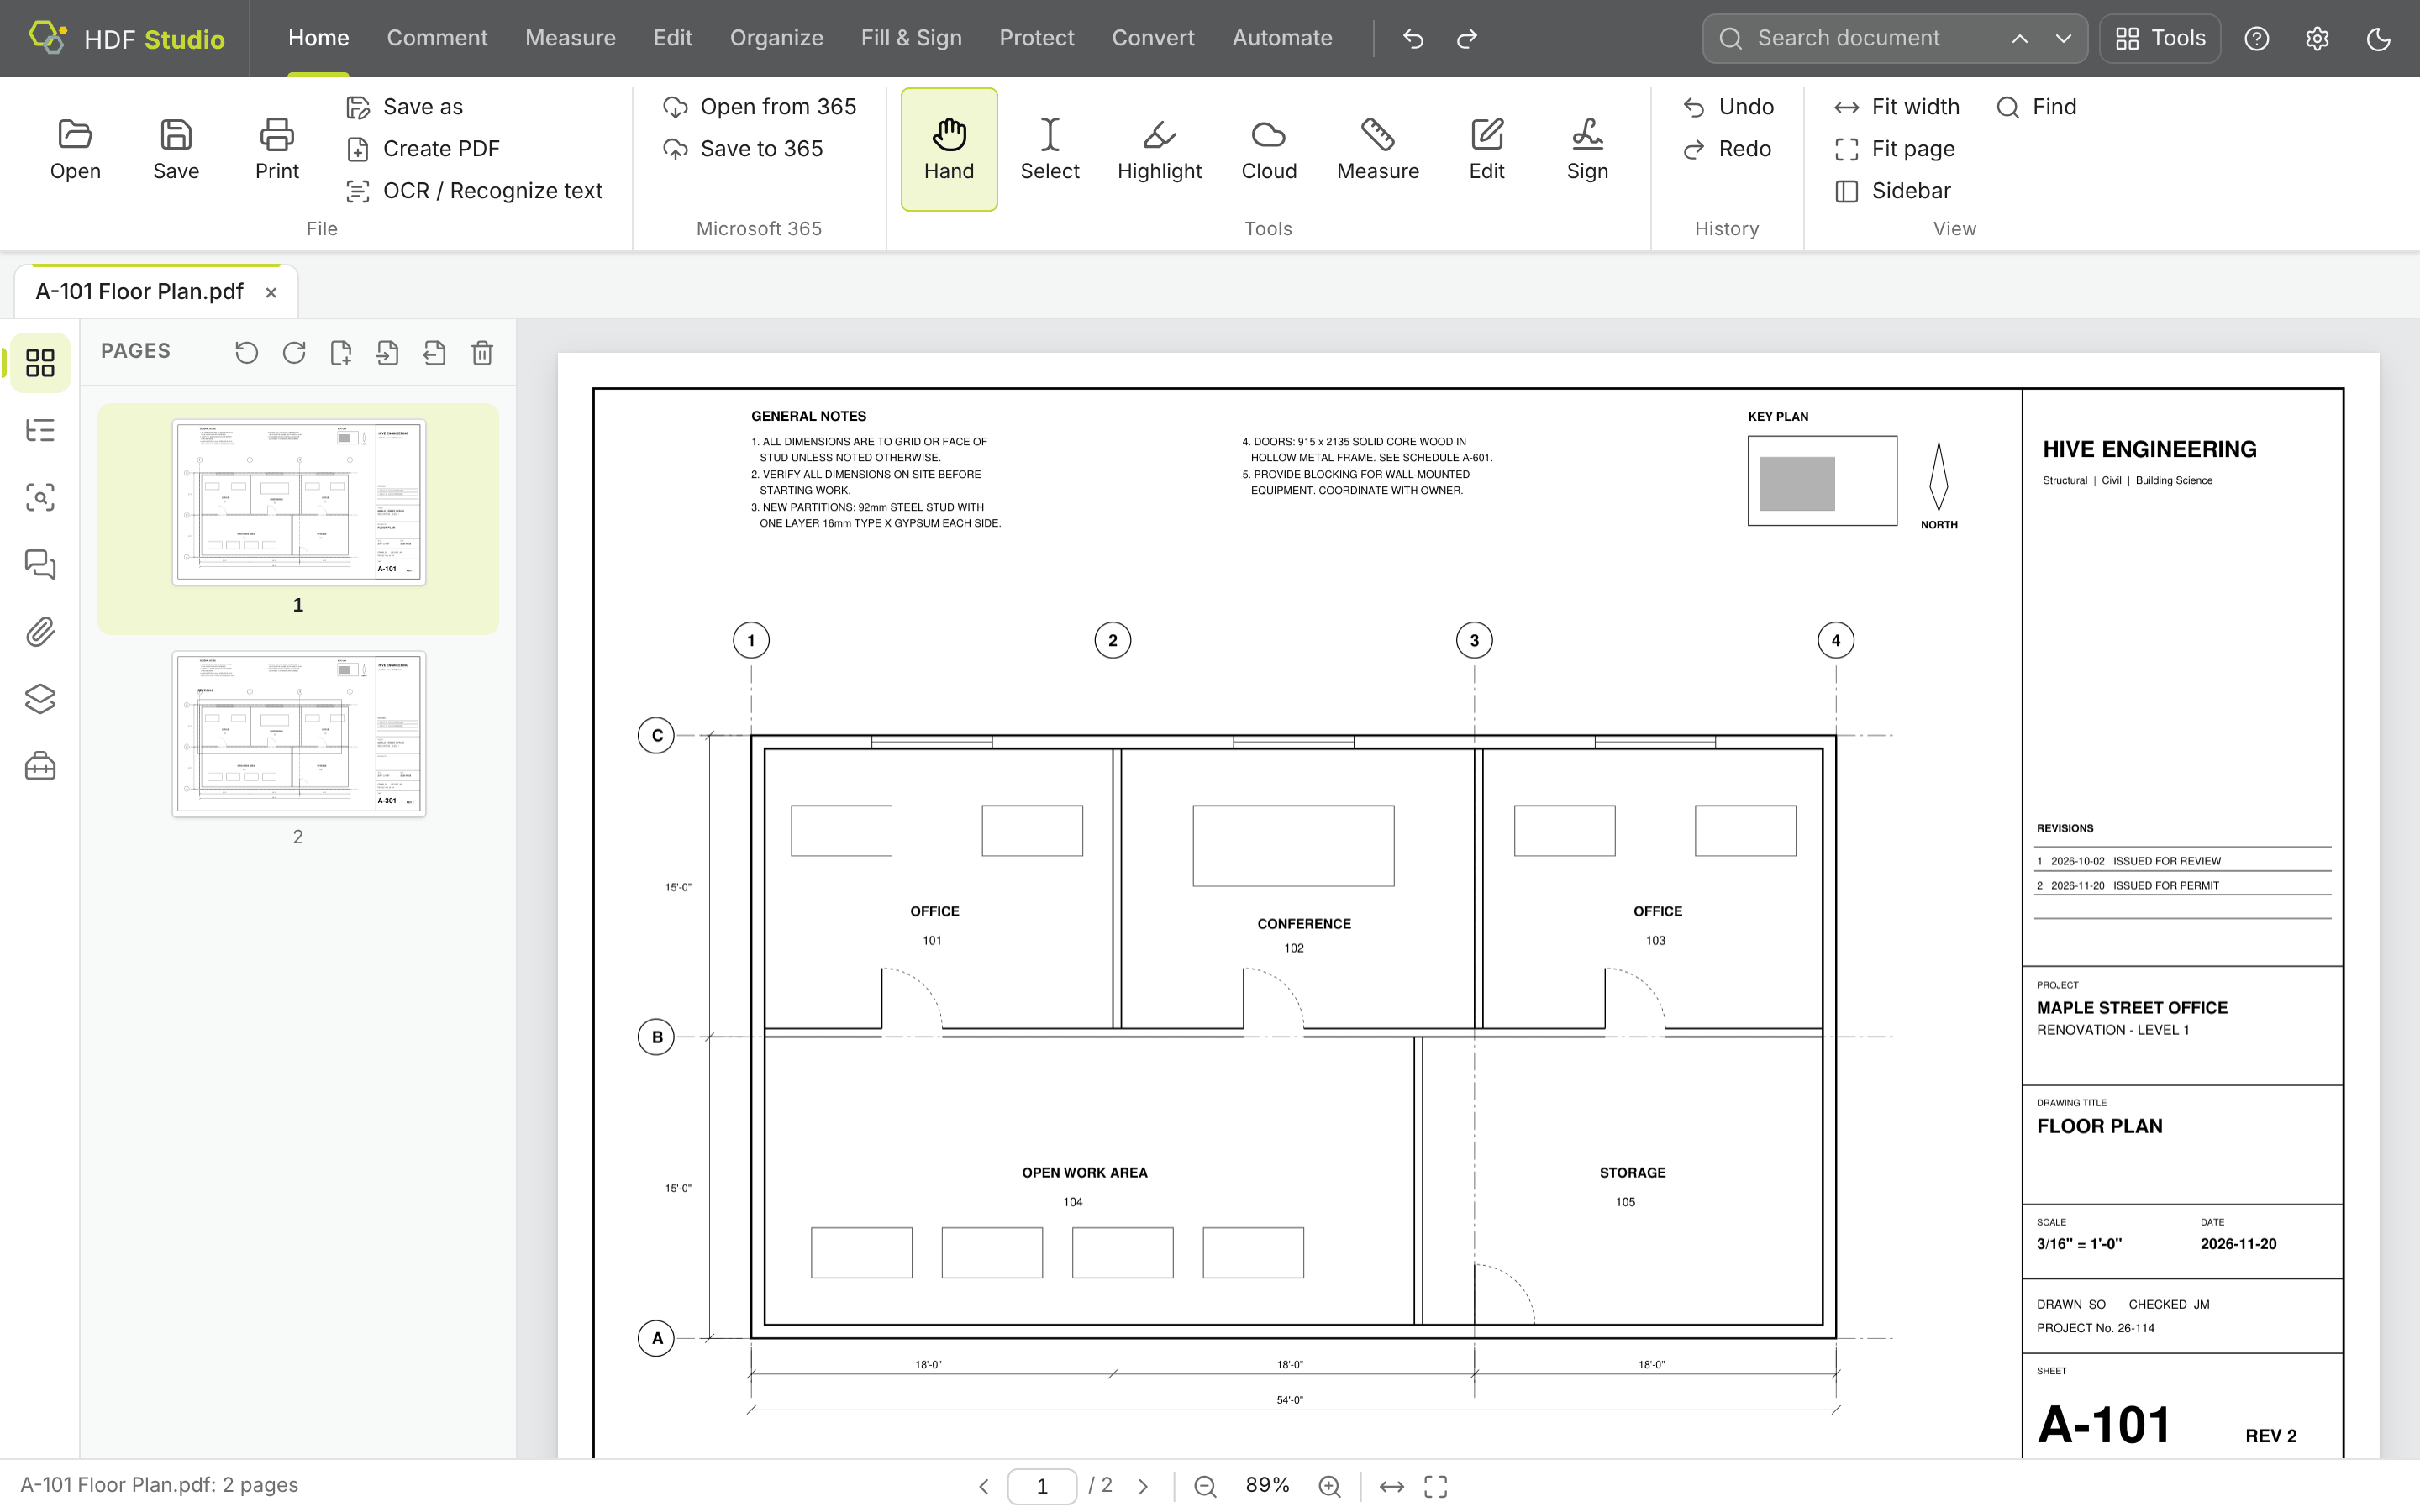 HDF Studio
Home Comment Measure Edit Organize Fill & Sign Protect Convert Automate
Search document
Tools
Open
Save
Print
Save as
Create PDF
OCR / Recognize text
File
Open from 365
Save to 365
Microsoft 365
Hand
Select
Highlight
Cloud
Measure
Edit
Sign
Tools
Undo
Redo
History
Fit width
Find
Fit page
Sidebar
View
A-101 Floor Plan.pdf
PAGES
A-101
1
A-301
2
GENERAL NOTES
1. ALL DIMENSIONS ARE TO GRID OR FACE OF
STUD UNLESS NOTED OTHERWISE.
2. VERIFY ALL DIMENSIONS ON SITE BEFORE
STARTING WORK.
3. NEW PARTITIONS: 92mm STEEL STUD WITH
ONE LAYER 16mm TYPE X GYPSUM EACH SIDE.
4. DOORS: 915 x 2135 SOLID CORE WOOD IN
HOLLOW METAL FRAME. SEE SCHEDULE A-601.
5. PROVIDE BLOCKING FOR WALL-MOUNTED
EQUIPMENT. COORDINATE WITH OWNER.
KEY PLAN
NORTH
1 2 3 4
C
15'-0"
OFFICE
101
CONFERENCE
102
OFFICE
103
B
15'-0"
OPEN WORK AREA
104
STORAGE
105
A
18'-0" 18'-0" 18'-0"
54'-0"
HIVE ENGINEERING
Structural | Civil | Building Science
REVISIONS
1 2026-10-02 ISSUED FOR REVIEW
2 2026-11-20 ISSUED FOR PERMIT
PROJECT
MAPLE STREET OFFICE
RENOVATION - LEVEL 1
DRAWING TITLE
FLOOR PLAN
SCALE DATE
3/16" = 1'-0" 2026-11-20
DRAWN SO CHECKED JM
PROJECT No. 26-114
SHEET
A-101 REV 2
A-101 Floor Plan.pdf: 2 pages
1 / 2
89%